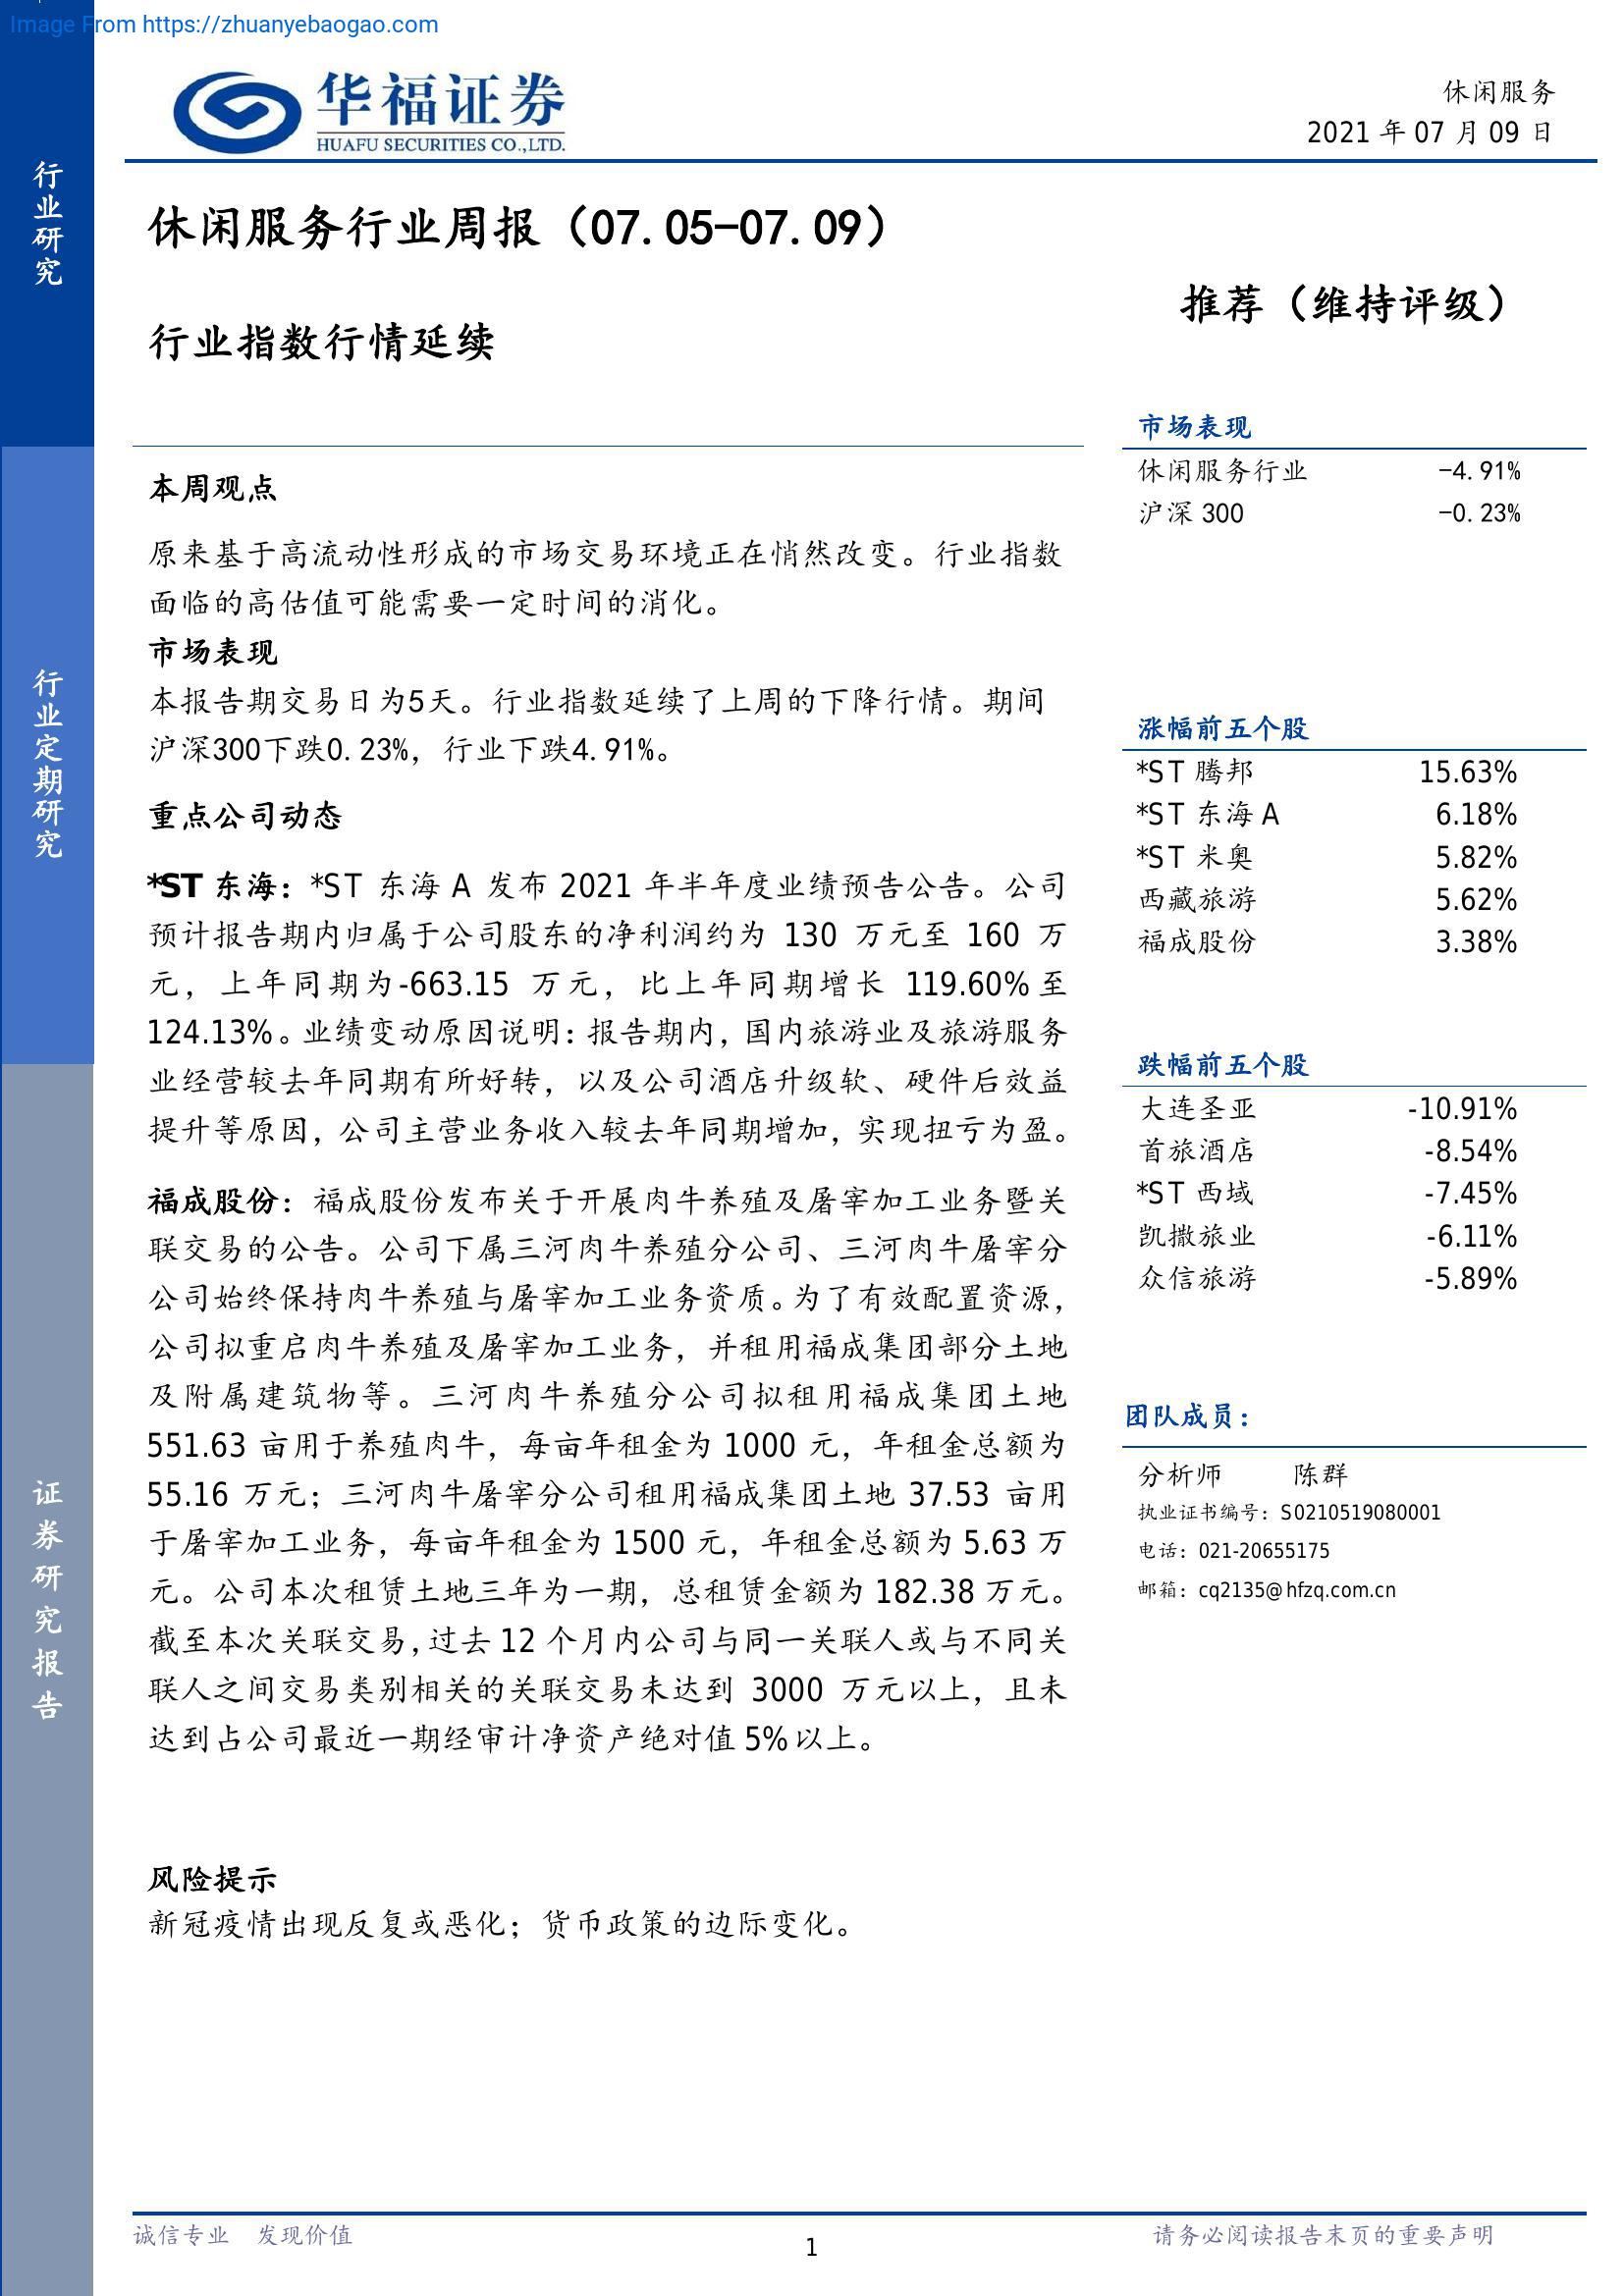 Image From https://zhuanyebaogao.com
华福证券
HUAFU SECURITIES CO.,LTD.
休闲服务
2021 年 07 月 09 日
行业研究
行业定期研究
证券研究报告
休闲服务行业周报（07.05-07.09）
行业指数行情延续
推荐（维持评级）
本周观点
原来基于高流动性形成的市场交易环境正在悄然改变。行业指数
面临的高估值可能需要一定时间的消化。
市场表现
本报告期交易日为5天。行业指数延续了上周的下降行情。期间
沪深300下跌0.23%，行业下跌4.91%。
重点公司动态
*ST 东海：*ST 东海 A 发布 2021 年半年度业绩预告公告。公司
预计报告期内归属于公司股东的净利润约为 130 万元至 160 万
元，上年同期为-663.15 万元，比上年同期增长 119.60%至
124.13%。业绩变动原因说明：报告期内，国内旅游业及旅游服务
业经营较去年同期有所好转，以及公司酒店升级软、硬件后效益
提升等原因，公司主营业务收入较去年同期增加，实现扭亏为盈。
福成股份：福成股份发布关于开展肉牛养殖及屠宰加工业务暨关
联交易的公告。公司下属三河肉牛养殖分公司、三河肉牛屠宰分
公司始终保持肉牛养殖与屠宰加工业务资质。为了有效配置资源，
公司拟重启肉牛养殖及屠宰加工业务，并租用福成集团部分土地
及附属建筑物等。三河肉牛养殖分公司拟租用福成集团土地
551.63 亩用于养殖肉牛，每亩年租金为 1000 元，年租金总额为
55.16 万元；三河肉牛屠宰分公司租用福成集团土地 37.53 亩用
于屠宰加工业务，每亩年租金为 1500 元，年租金总额为 5.63 万
元。公司本次租赁土地三年为一期，总租赁金额为 182.38 万元。
截至本次关联交易，过去 12 个月内公司与同一关联人或与不同关
联人之间交易类别相关的关联交易未达到 3000 万元以上，且未
达到占公司最近一期经审计净资产绝对值 5%以上。
风险提示
新冠疫情出现反复或恶化；货币政策的边际变化。
市场表现
休闲服务行业 -4.91%
沪深 300 -0.23%
涨幅前五个股
*ST 腾邦 15.63%
*ST 东海 A 6.18%
*ST 米奥 5.82%
西藏旅游 5.62%
福成股份 3.38%
跌幅前五个股
大连圣亚 -10.91%
首旅酒店 -8.54%
*ST 西域 -7.45%
凯撒旅业 -6.11%
众信旅游 -5.89%
团队成员：
分析师 陈群
执业证书编号：S0210519080001
电话：021-20655175
邮箱：cq2135@hfzq.com.cn
诚信专业 发现价值
1
请务必阅读报告末页的重要声明